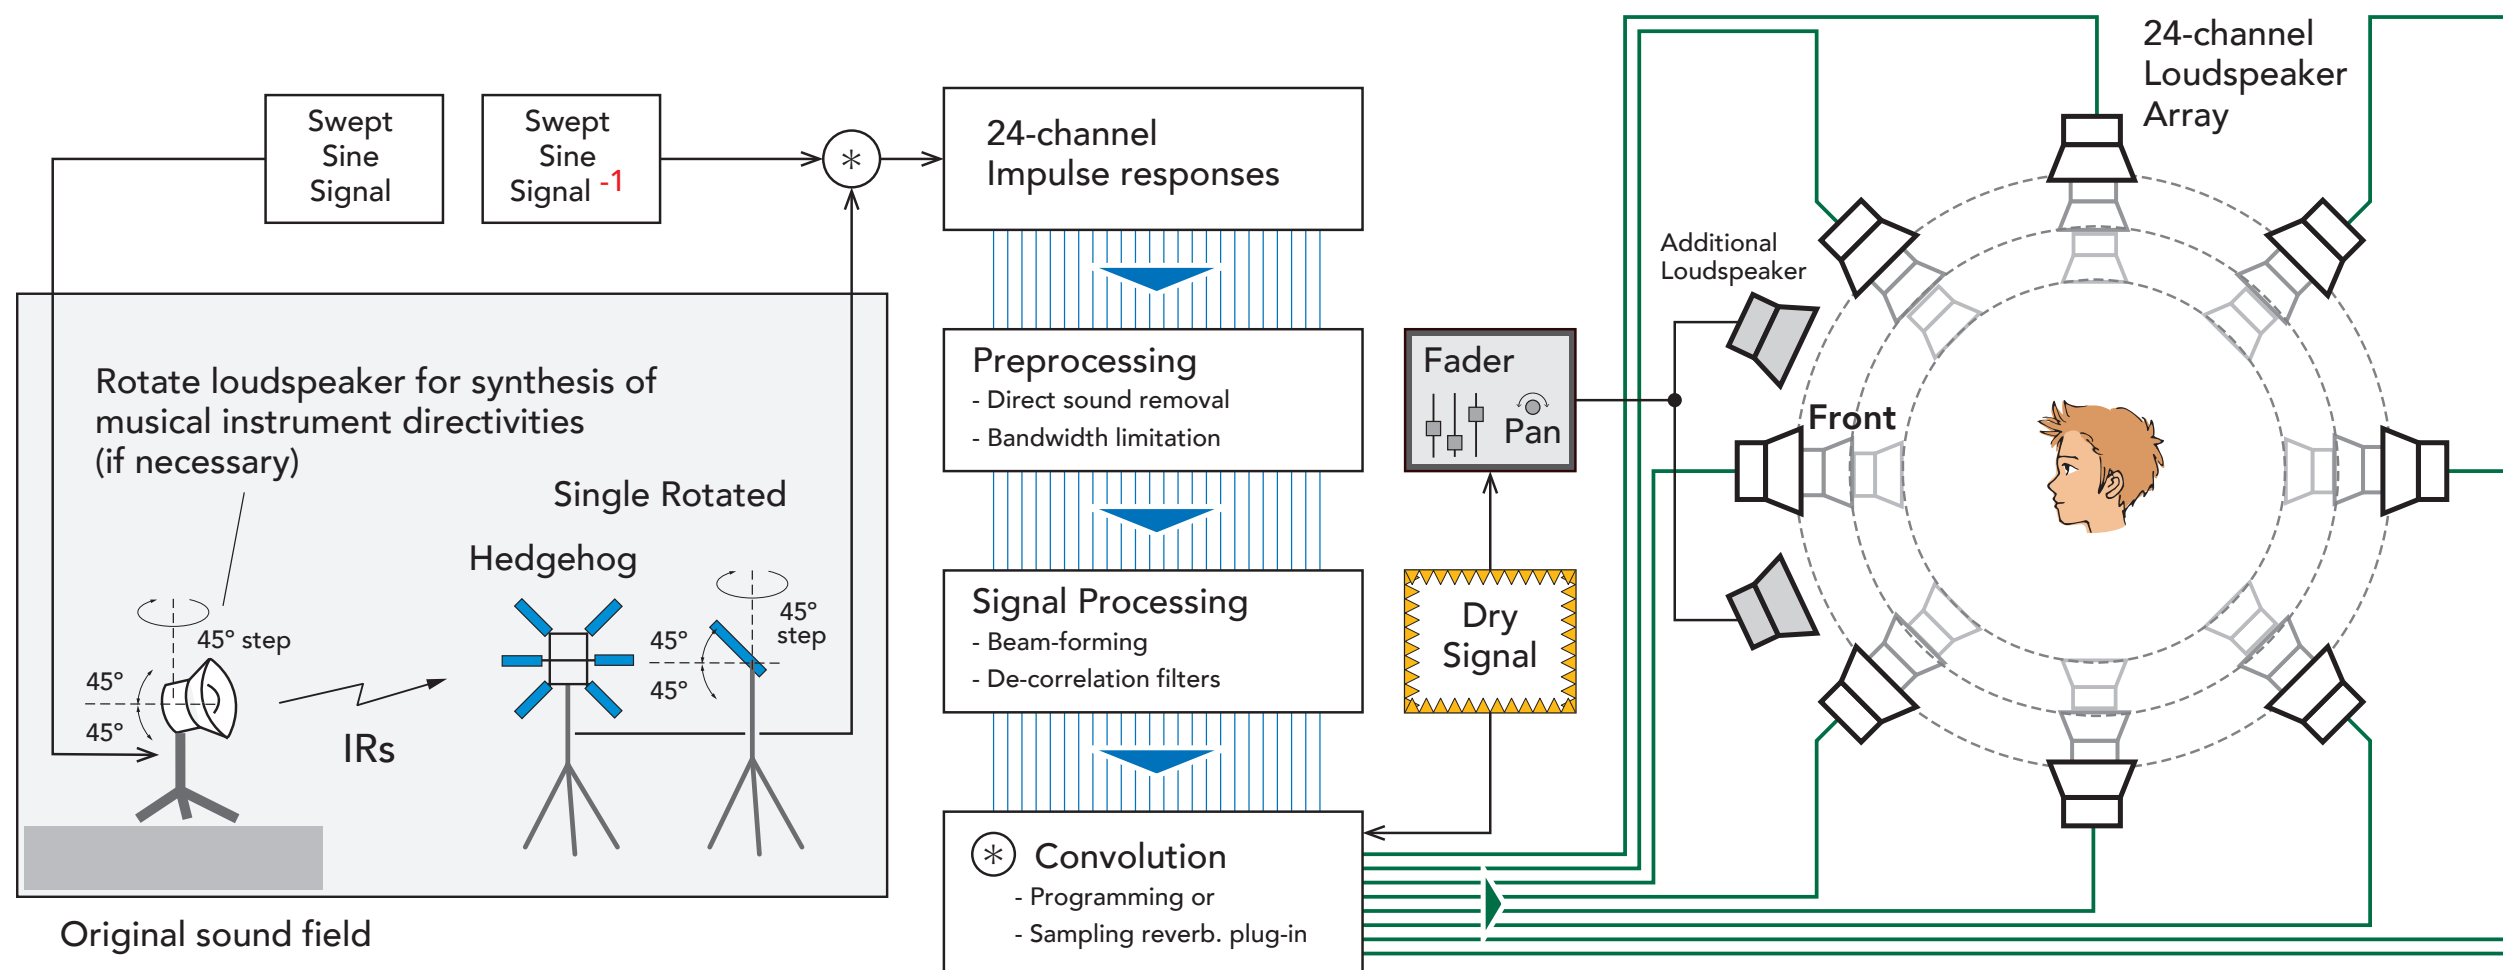 Swept
Sine
Signal
Swept
Sine
Signal -1
*
24-channel
Impulse responses
24-channel
Loudspeaker
Array
Additional
Loudspeaker
Rotate loudspeaker for synthesis of
musical instrument directivities
(if necessary)
Single Rotated
Hedgehog
45° step
45°
45°
IRs
45°
45°
45°
step
Original sound field
Preprocessing
- Direct sound removal
- Bandwidth limitation
Signal Processing
- Beam-forming
- De-correlation filters
* Convolution
- Programming or
- Sampling reverb. plug-in
Fader
Pan
Dry
Signal
Front